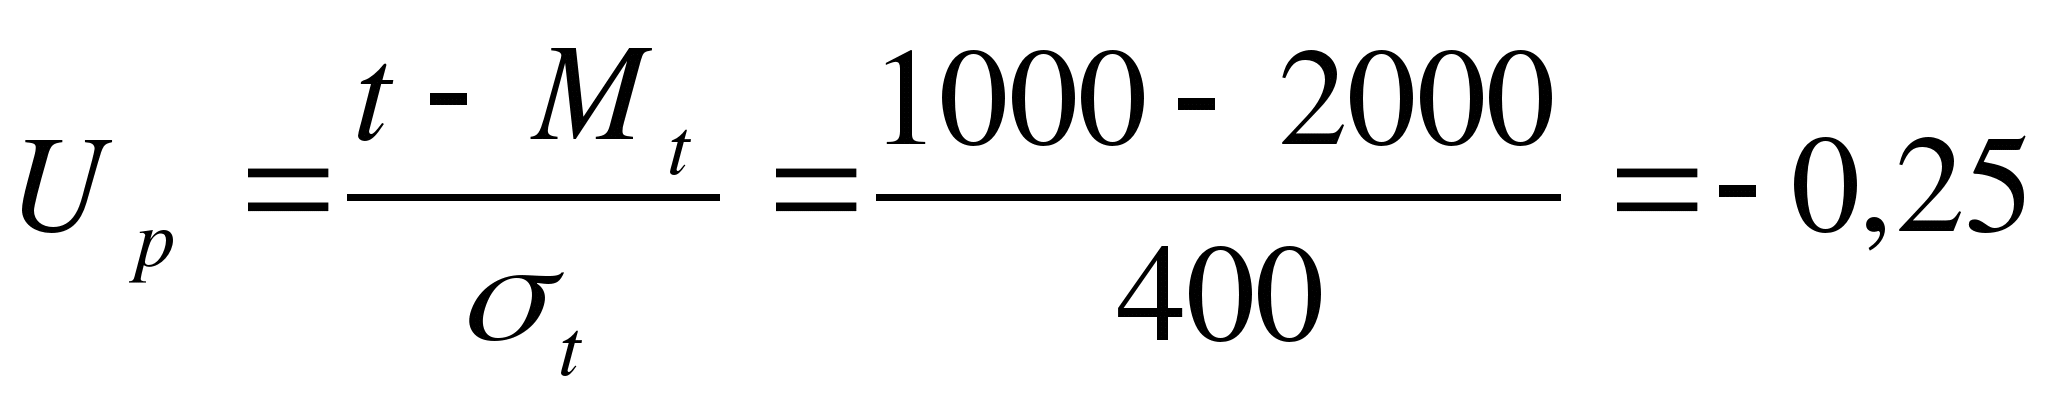 U_p = (t - M_t) / σ_t = (1000 - 2000) / 400 = - 0,25